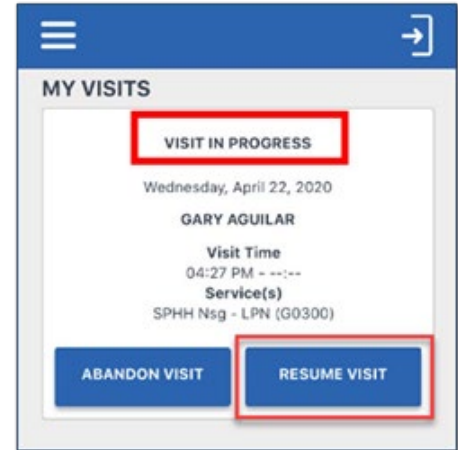 MY VISITS
VISIT IN PROGRESS
Wednesday, April 22, 2020
GARY AGUILAR
Visit Time
04:27 PM - --:--
Service(s)
SPHH Nsg - LPN (G0300)
ABANDON VISIT RESUME VISIT